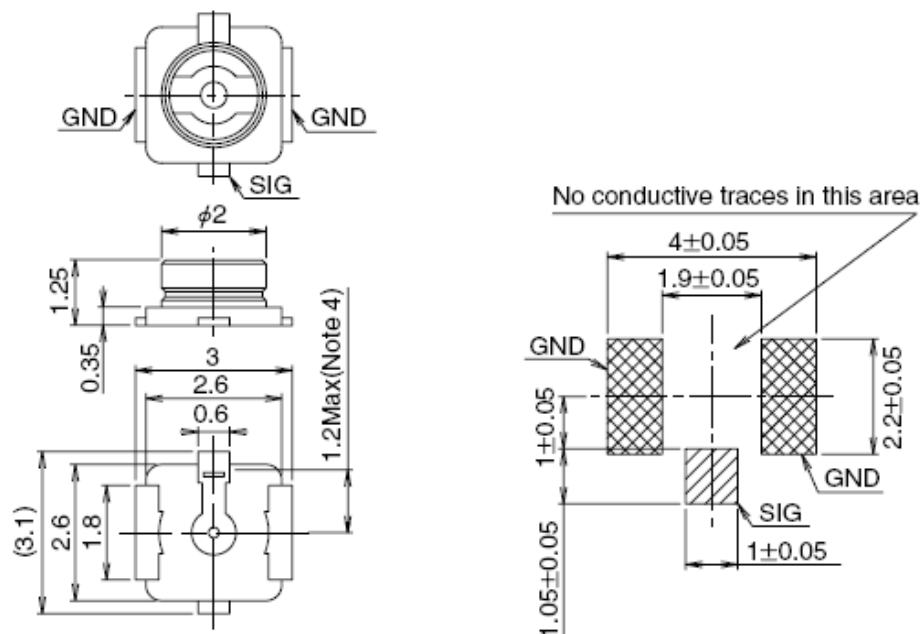 GND
GND
SIG
ϕ2
1.25
0.35
3
2.6
0.6
1.2Max(Note 4)
(3.1)
2.6
1.8
No conductive traces in this area
4±0.05
1.9±0.05
GND
2.2±0.05
1±0.05
GND
SIG
1±0.05
1.05±0.05